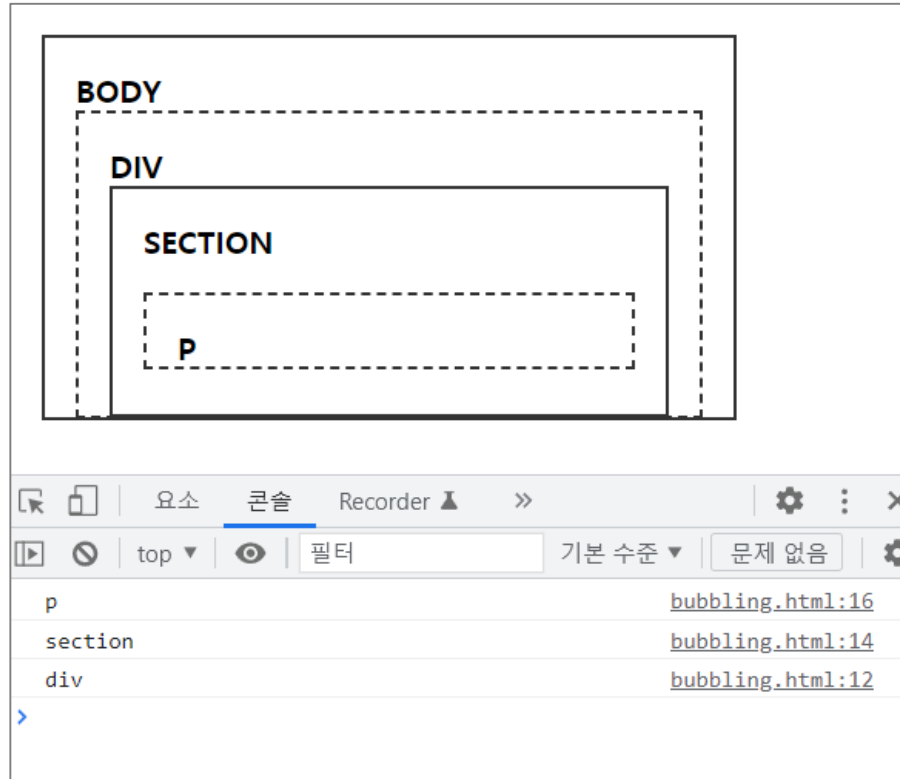 BODY
DIV
SECTION
P
요소 콘솔 Recorder »
top ▼ 필터 기본 수준 ▼ 문제 없음
p bubbling.html:16
section bubbling.html:14
div bubbling.html:12
>